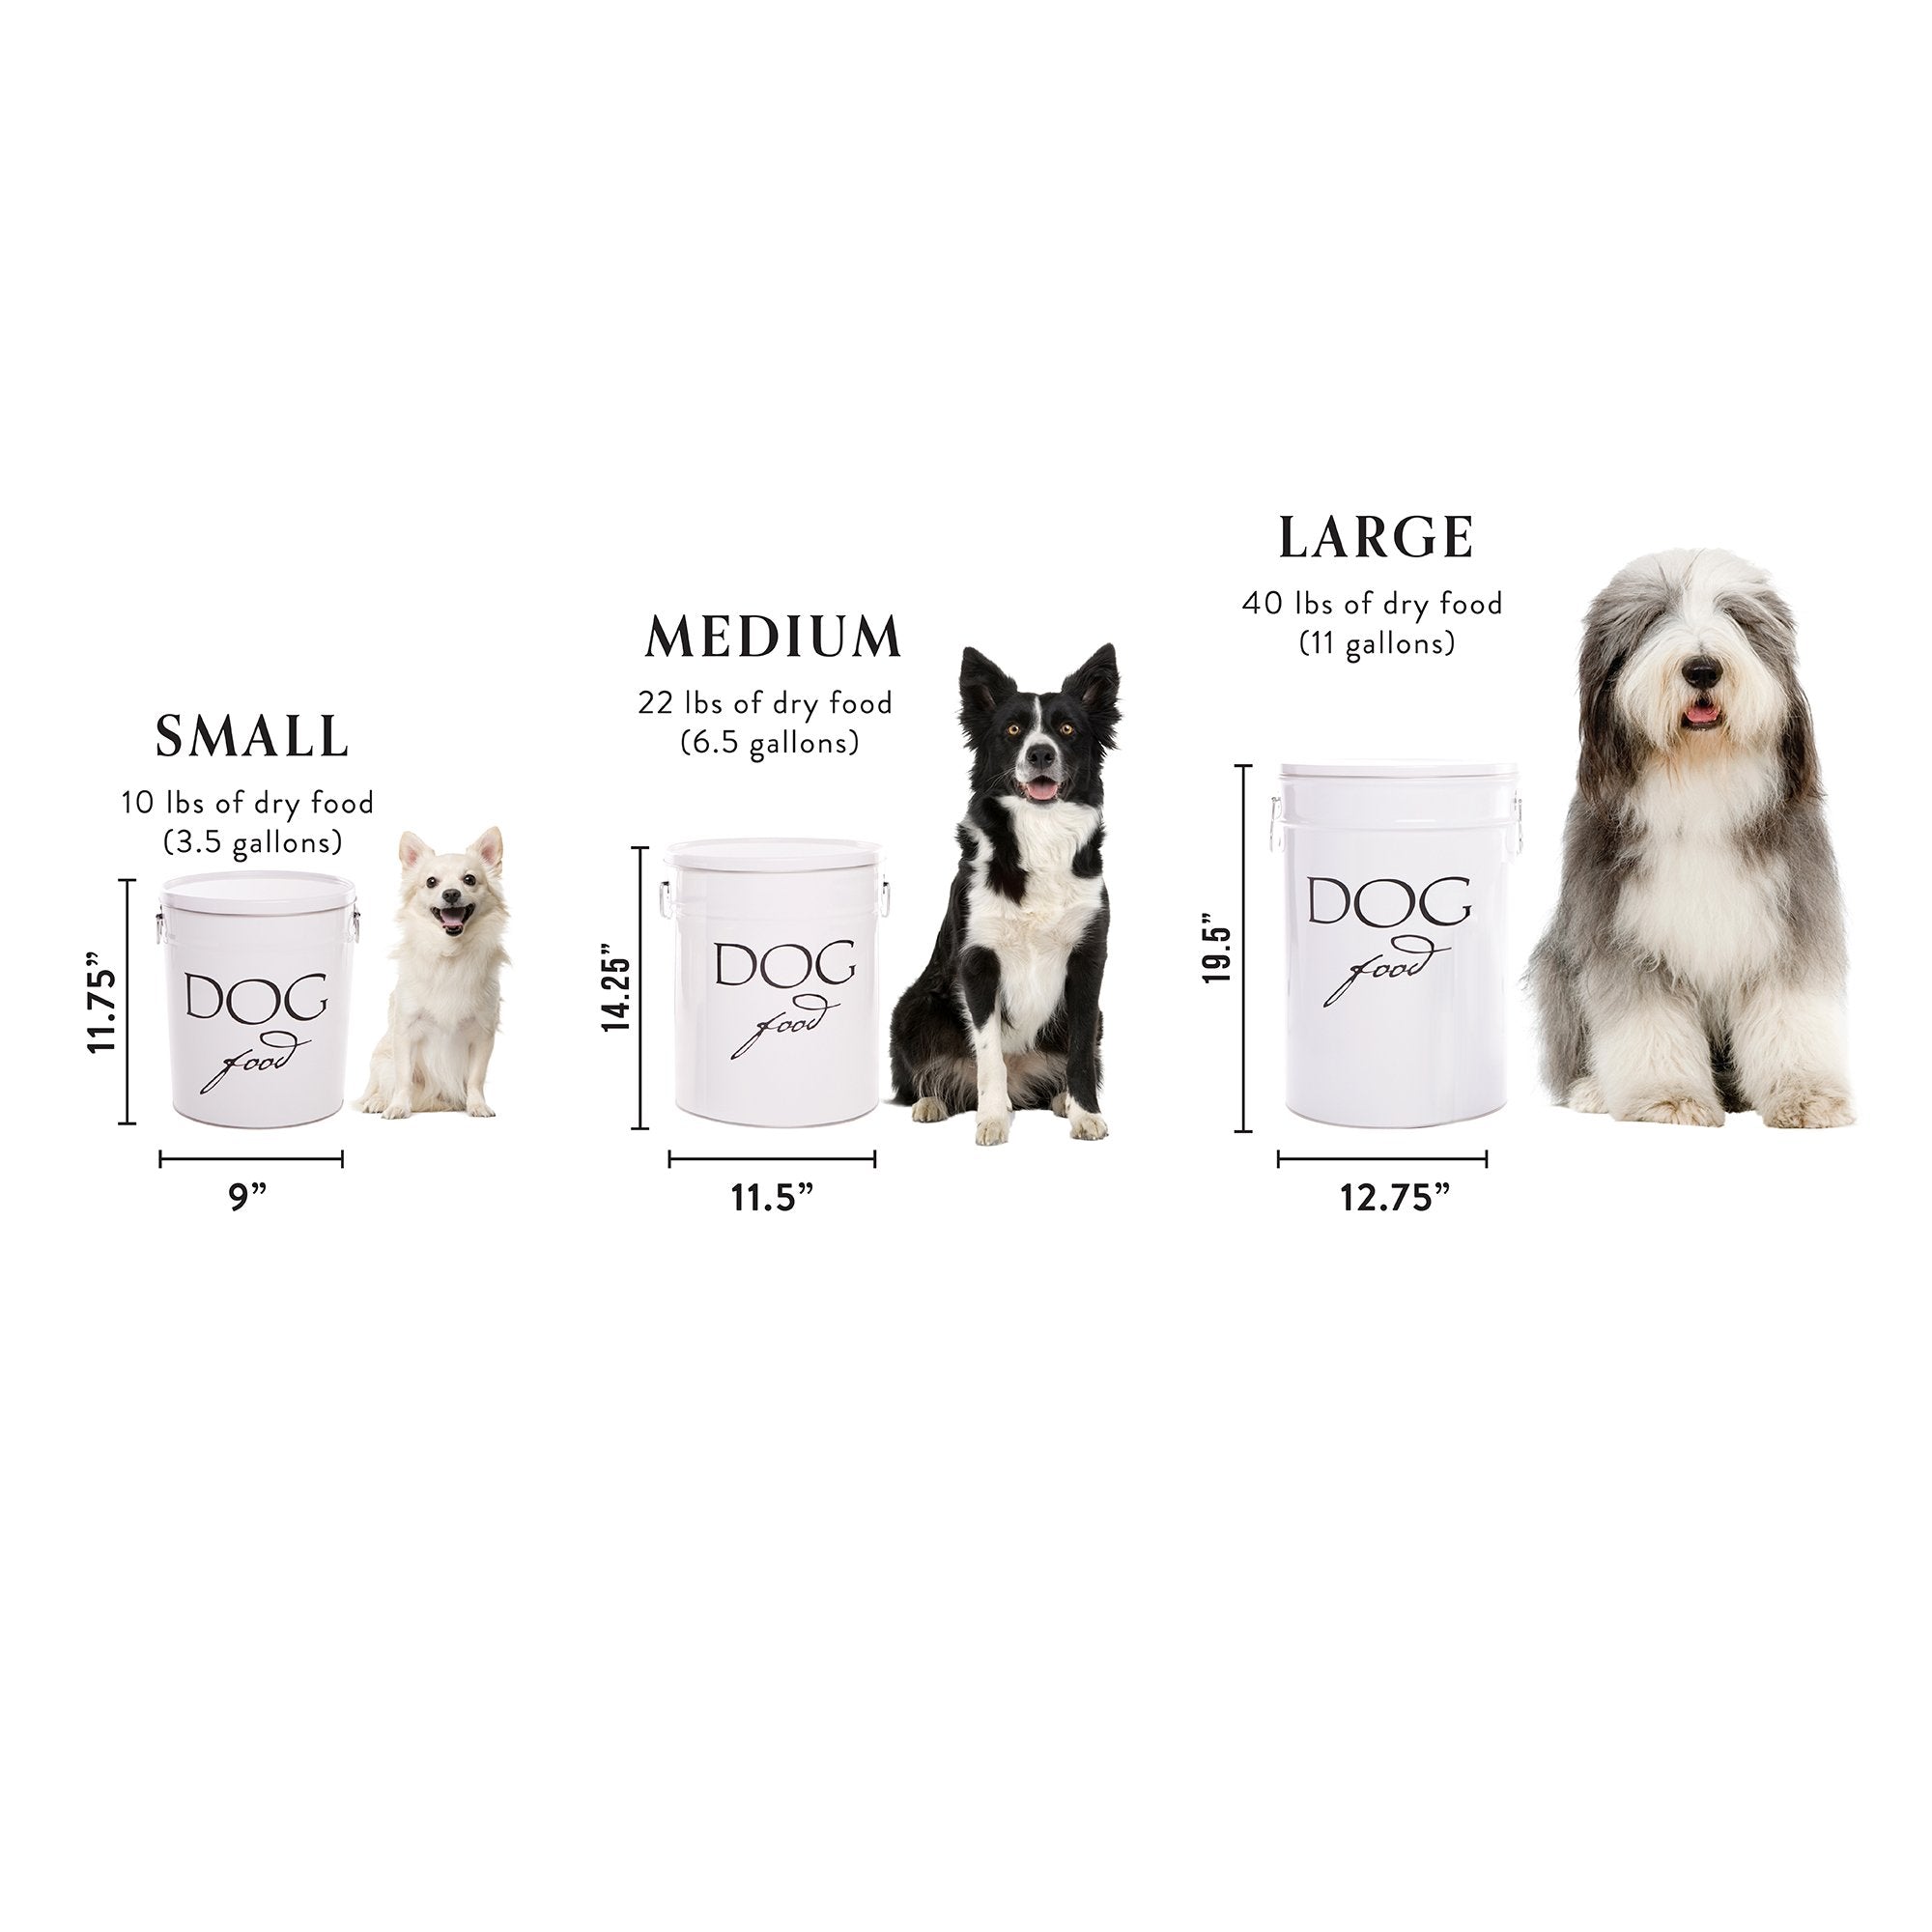 SMALL
10 lbs of dry food
(3.5 gallons)
11.75”
DOG
food
9”
MEDIUM
22 lbs of dry food
(6.5 gallons)
14.25”
DOG
food
11.5”
LARGE
40 lbs of dry food
(11 gallons)
19.5”
DOG
food
12.75”